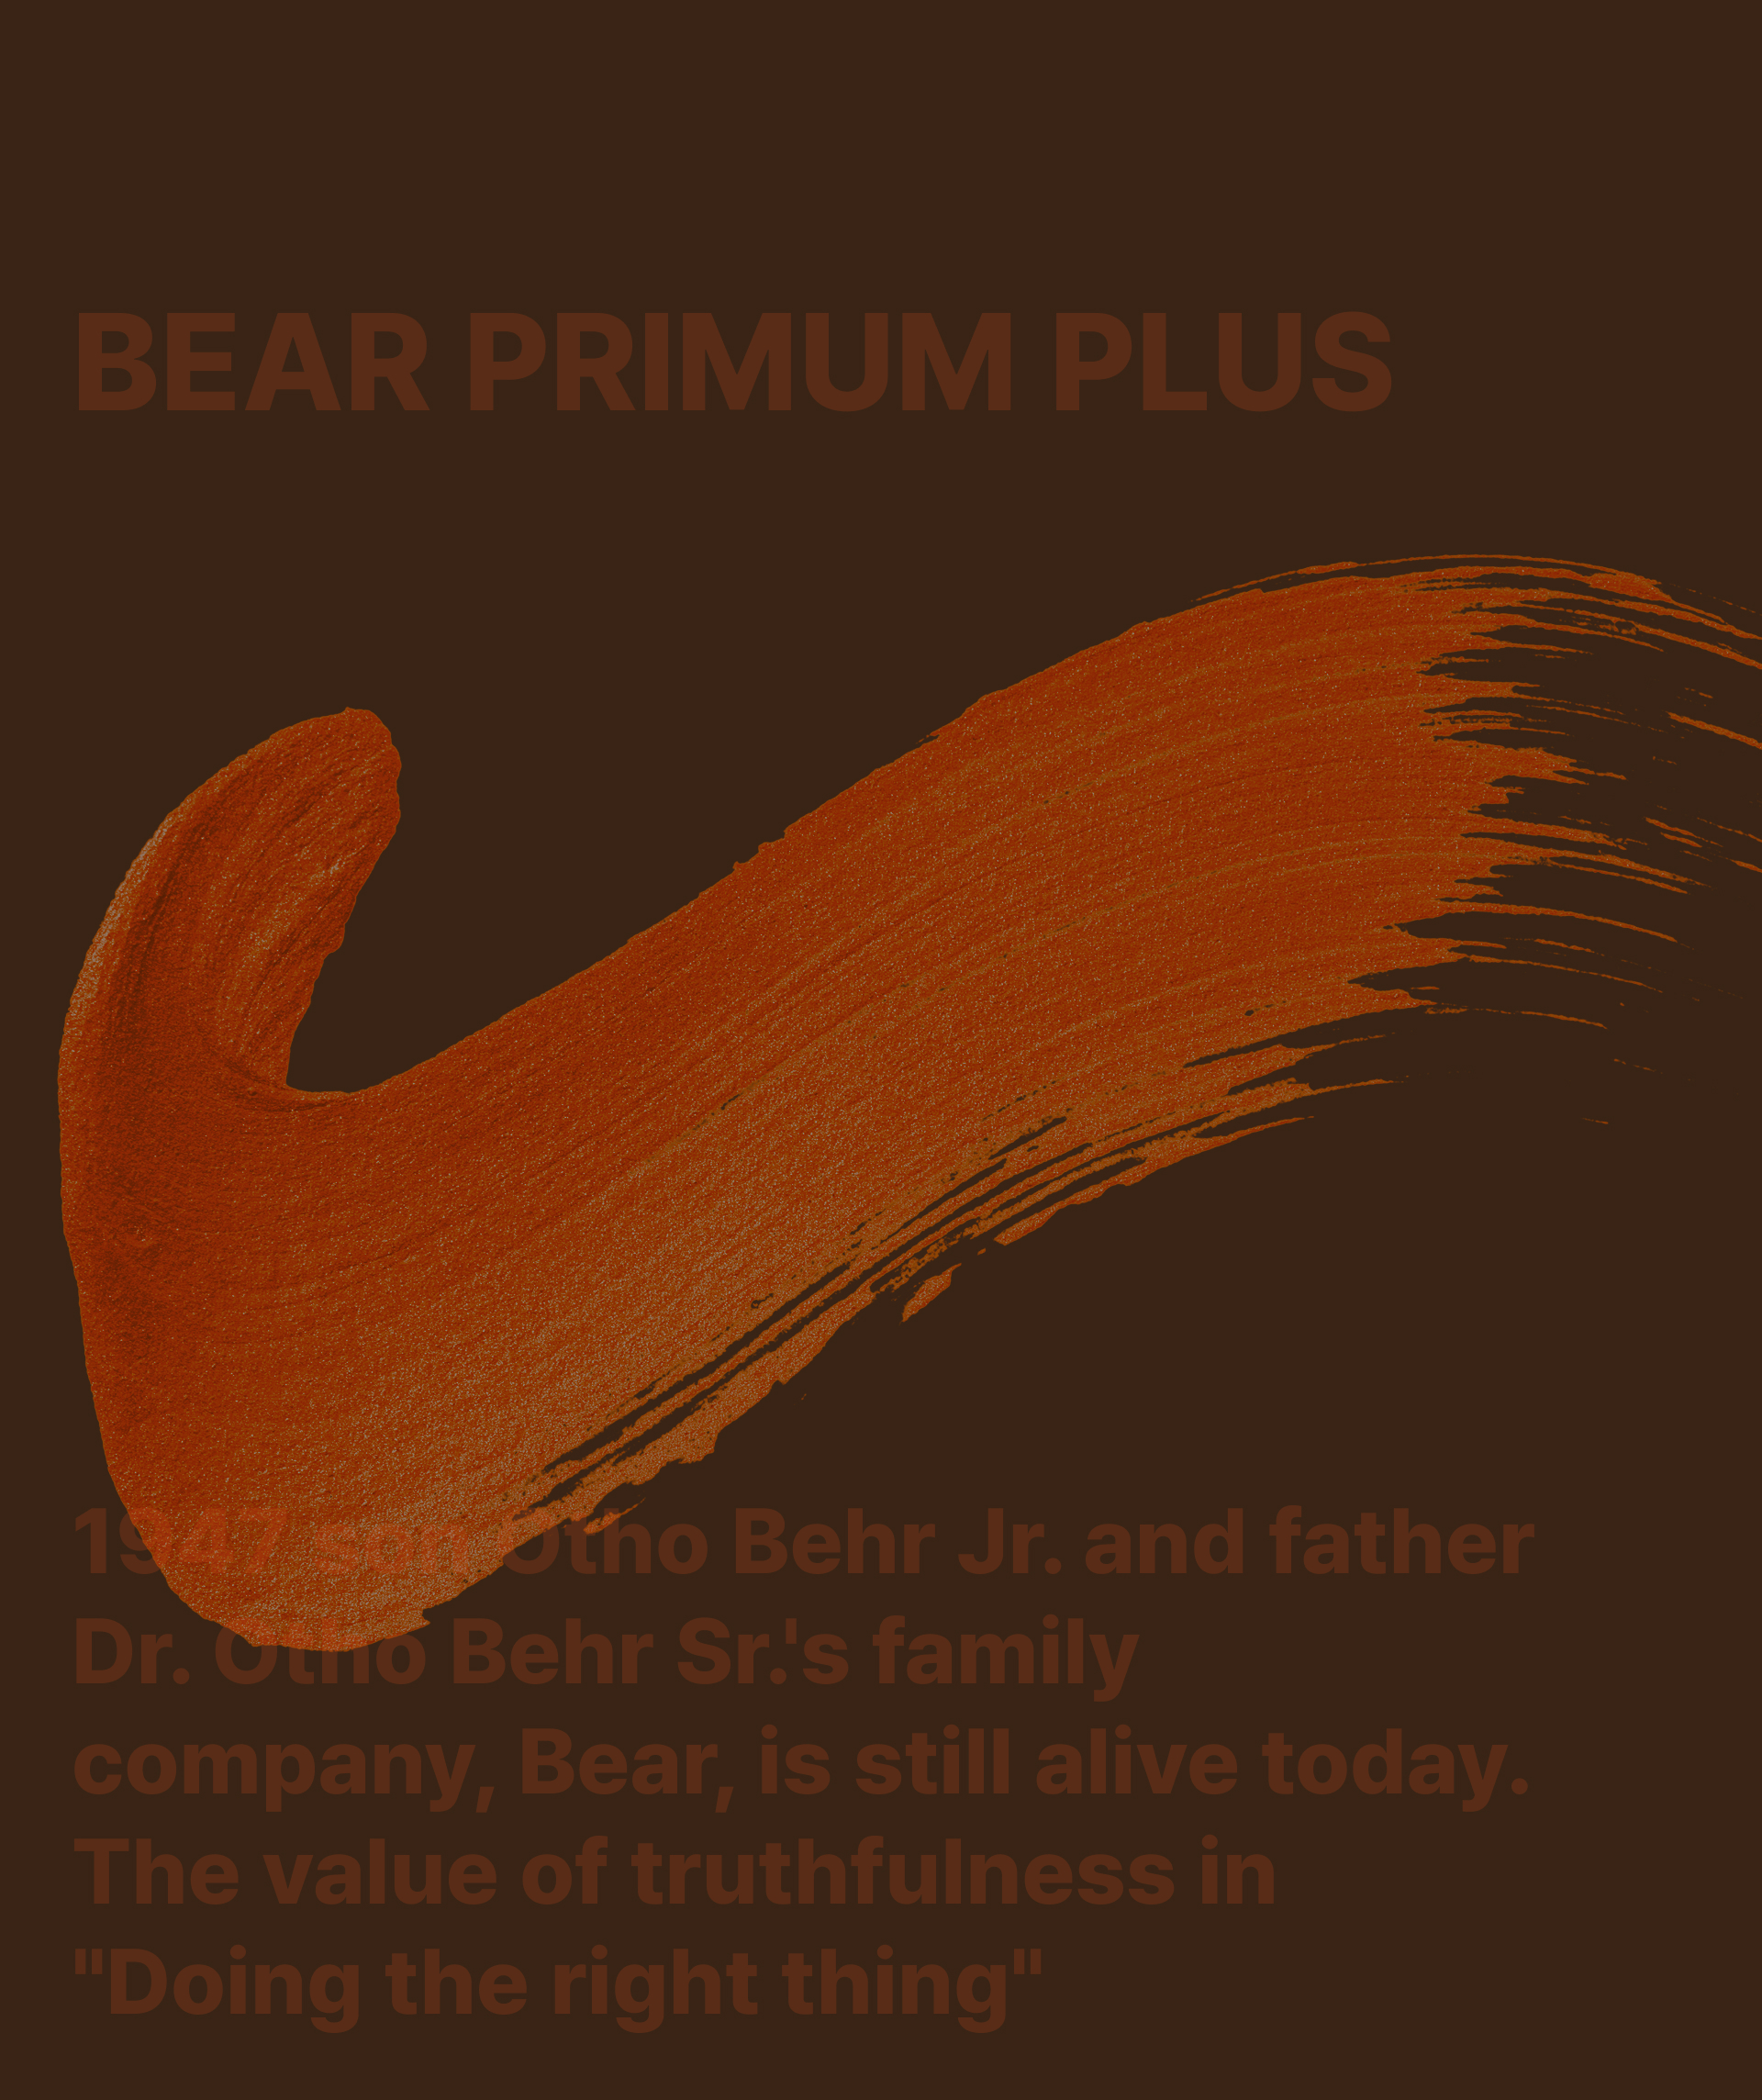 BEAR PRIMUM PLUS
1947 son Otho Behr Jr. and father
Dr. Otho Behr Sr.'s family
company, Bear, is still alive today.
The value of truthfulness in
"Doing the right thing"